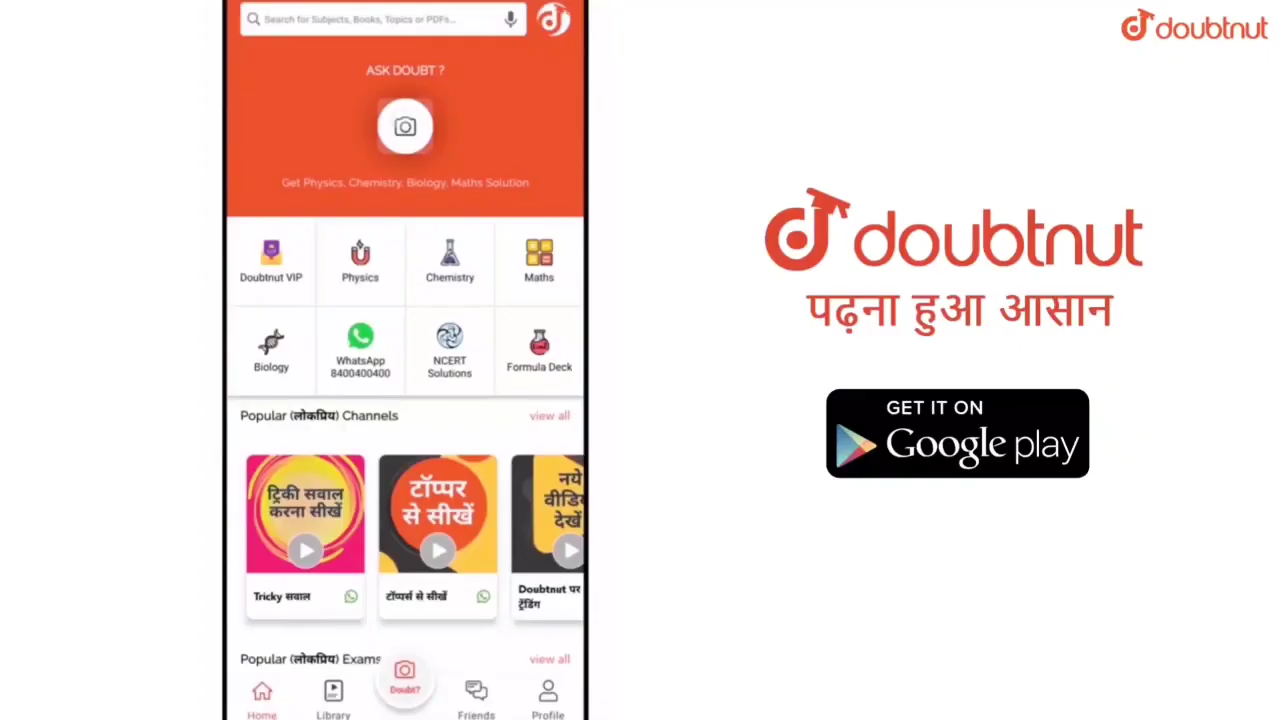 Search for Subjects, Books, Topics or PDFs...
ASK DOUBT ?
Get Physics, Chemistry, Biology, Maths Solution
Doubtnut VIP
Physics
Chemistry
Maths
Biology
WhatsApp
8400400400
NCERT
Solutions
Formula Deck
Popular (लोकप्रिय) Channels
view all
ट्रिकी सवाल
करना सीखें
टॉप्पर
से सीखें
नये
देखें
Tricky सवाल
टॉप्पर्स से सीखें
Doubtnut पर
ट्रेंडिंग
Popular (लोकप्रिय) Exams
view all
Doubt?
Home
Library
Friends
Profile
doubtnut
doubtnut
पढ़ना हुआ आसान
GET IT ON
Google play